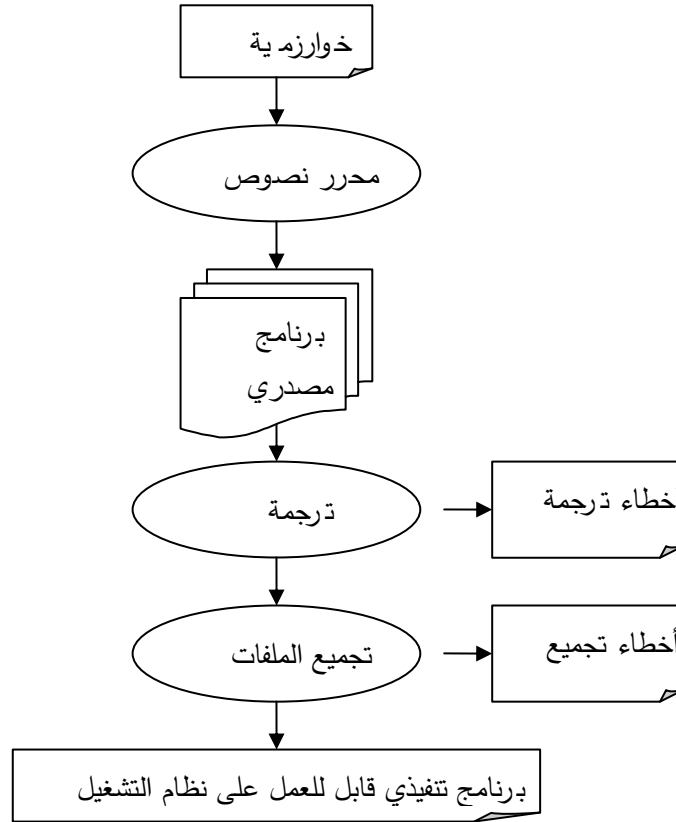 خوارزمية
محرر نصوص
برنامج
مصدري
ترجمة
أخطاء ترجمة
تجميع الملفات
أخطاء تجميع
برنامج تنفيذي قابل للعمل على نظام التشغيل